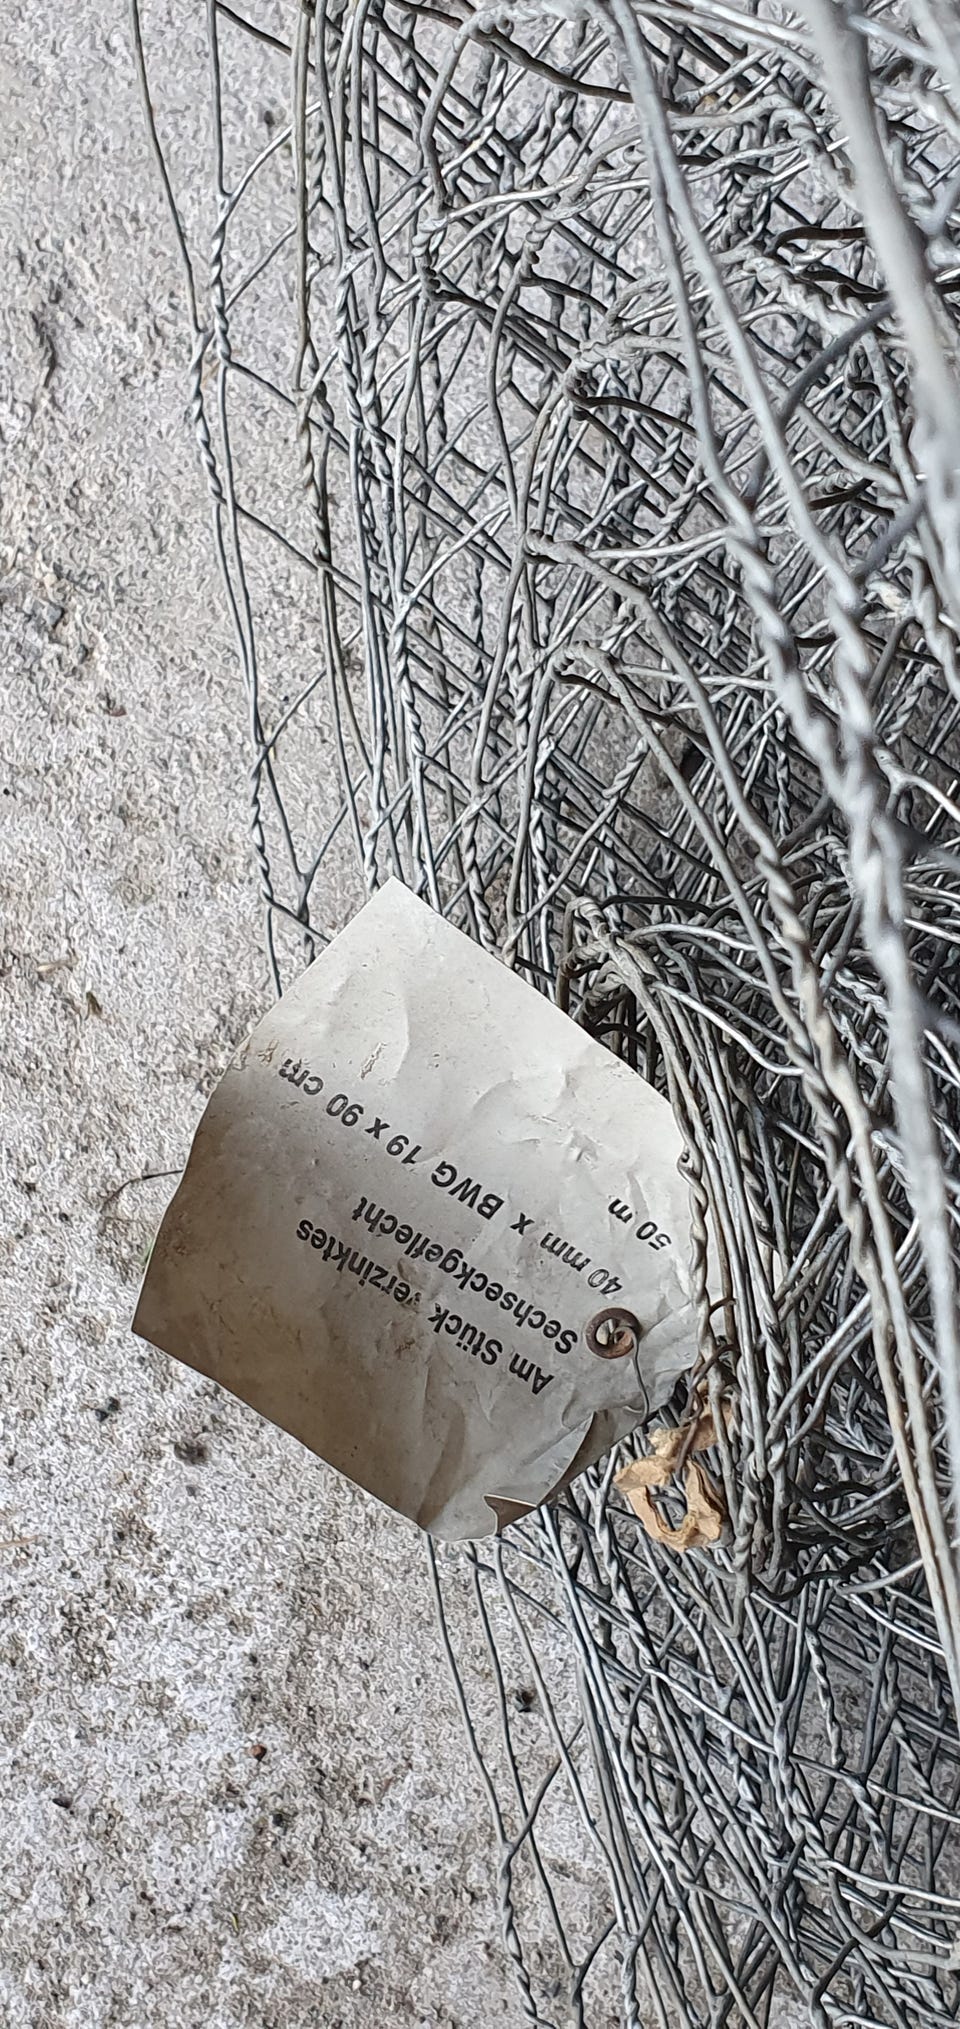 Am Stück verzinktes
Sechseckgeflecht
40 mm x BWG 19 x 90 cm
50 m